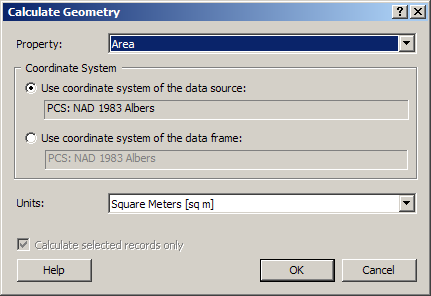 Calculate Geometry
Property: Area
Coordinate System
Use coordinate system of the data source:
PCS: NAD 1983 Albers
Use coordinate system of the data frame:
PCS: NAD 1983 Albers
Units: Square Meters [sq m]
Calculate selected records only
Help OK Cancel